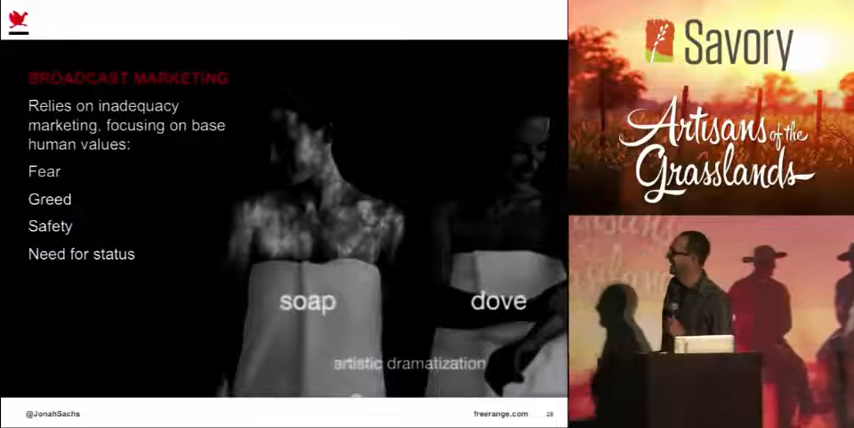 BROADCAST MARKETING
Relies on inadequacy
marketing, focusing on base
human values:
Fear
Greed
Safety
Need for status
soap
dove
artistic dramatization
@JonahSachs
freerange.com
28
Savory
Artisans of the
Grasslands